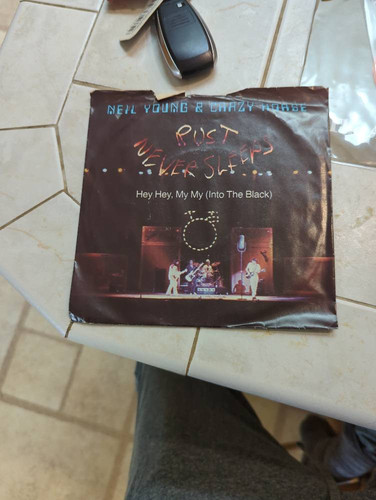 NEIL YOUNG & CRAZY HORSE
RUST
NEVER SLEEPS
Hey Hey, My My (Into The Black)